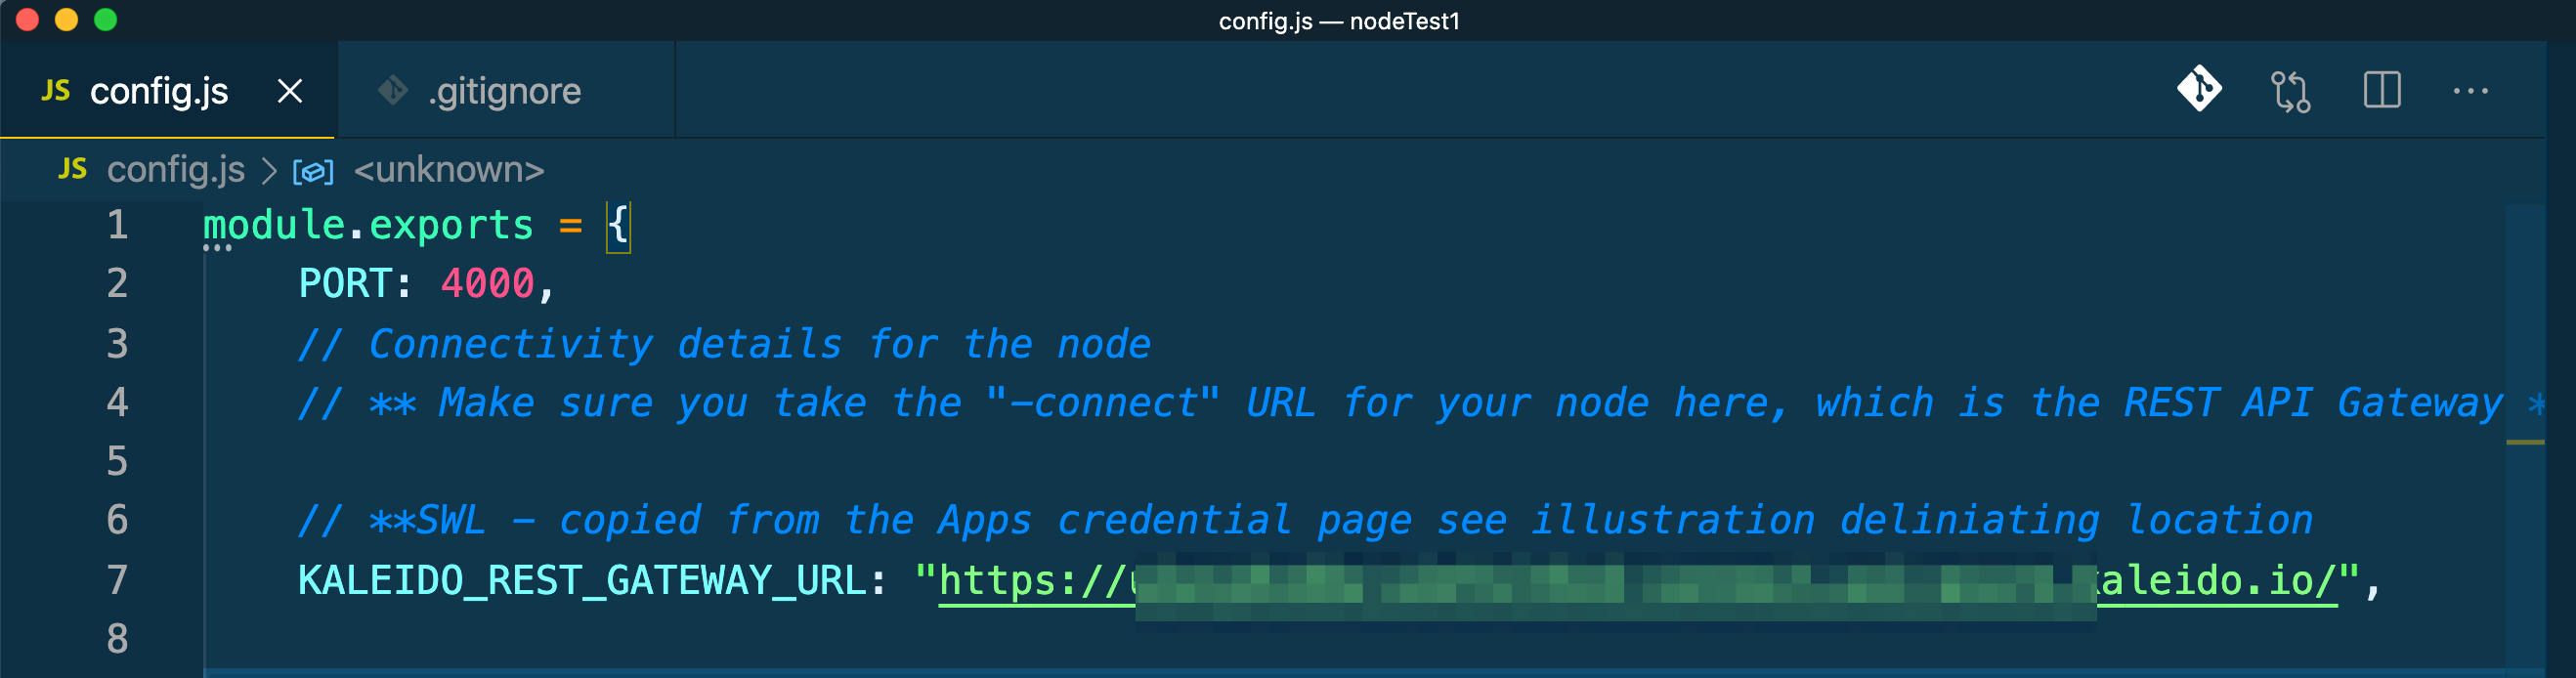 config.js — nodeTest1
JS config.js .gitignore
JS config.js > <unknown>
1 module.exports = {
2 PORT: 4000,
3 // Connectivity details for the node
4 // ** Make sure you take the "-connect" URL for your node here, which is the REST API Gateway *
5
6 // **SWL - copied from the Apps credential page see illustration deliniating location
7 KALEIDO_REST_GATEWAY_URL: "https:// kaleido.io/",
8